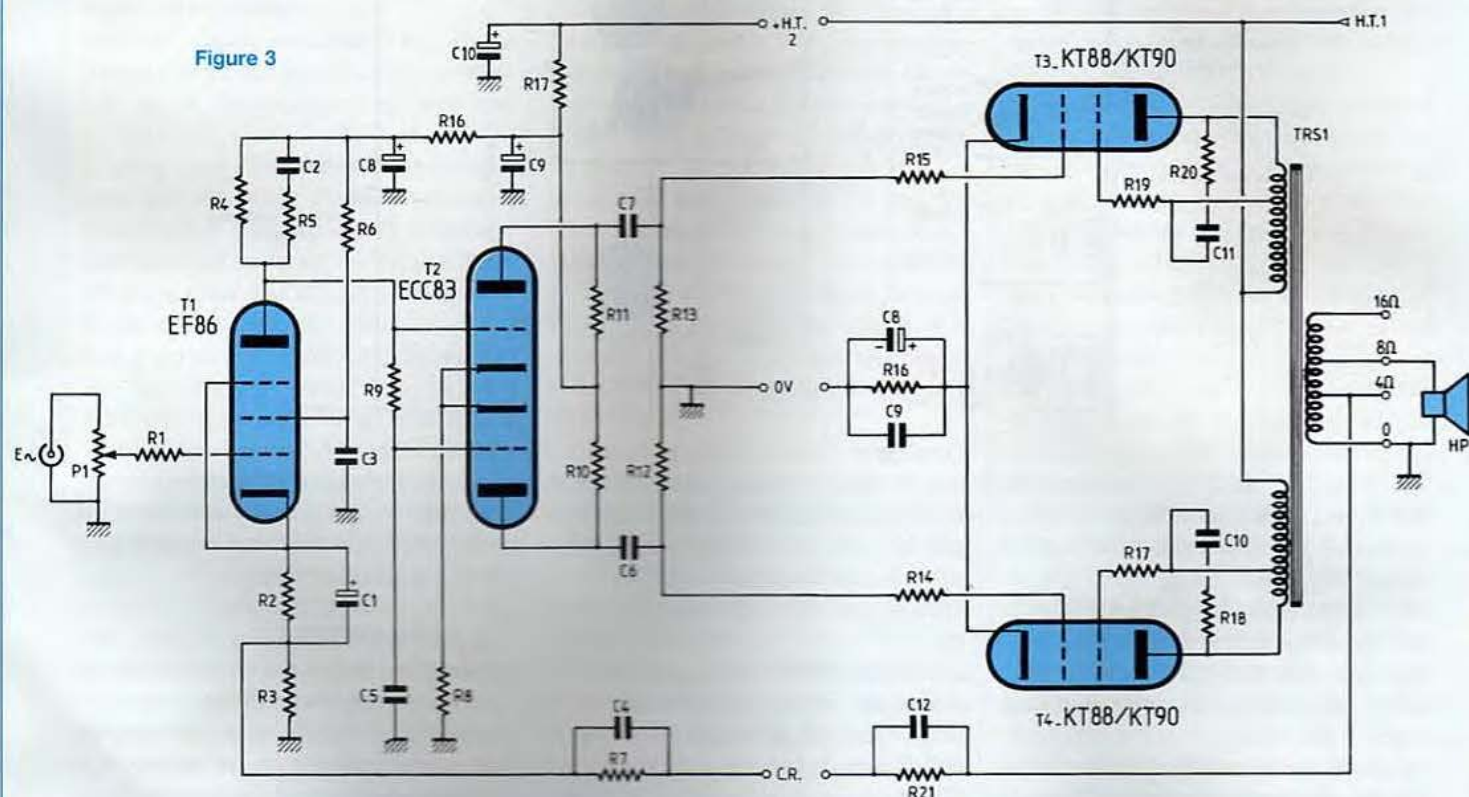 Figure 3
C10
+
R17
+H.T.
2
H.T.1
T3_KT88/KT90
TRS1
R16
C2
C8
+
C9
+
R4
R5
R6
C7
R15
R20
R19
C11
T1
EF86
T2
ECC83
R11
R13
C8
- +
R16
C9
0V
16Ω
8Ω
4Ω
0
HP
E~
P1
R1
R9
C3
R10
R12
C6
R14
R17
C10
R18
R2
C1
+
R3
C5
R8
C4
R7
C.R.
C12
R21
T4_KT88/KT90